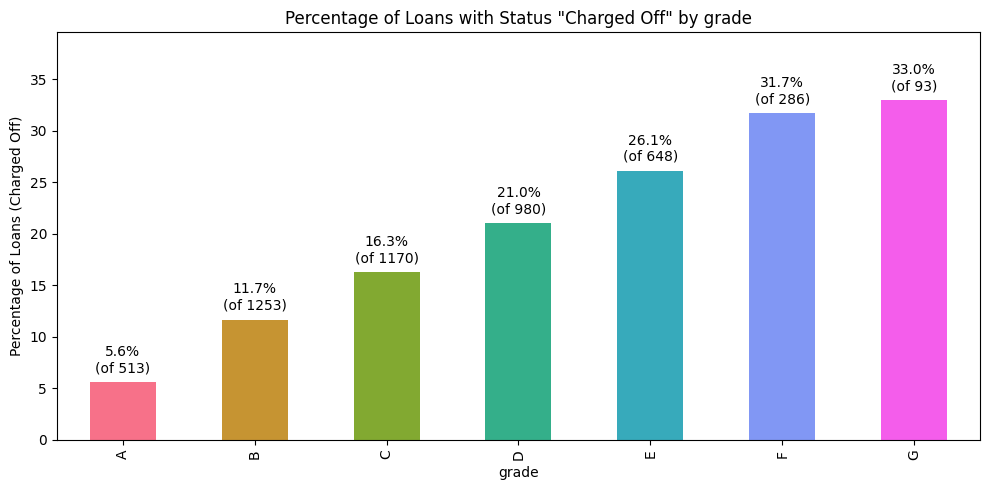 Percentage of Loans with Status "Charged Off" by grade
Percentage of Loans (Charged Off)
35
30
25
20
15
10
5
0
5.6%
(of 513)
11.7%
(of 1253)
16.3%
(of 1170)
21.0%
(of 980)
26.1%
(of 648)
31.7%
(of 286)
33.0%
(of 93)
A
B
C
D
E
F
G
grade